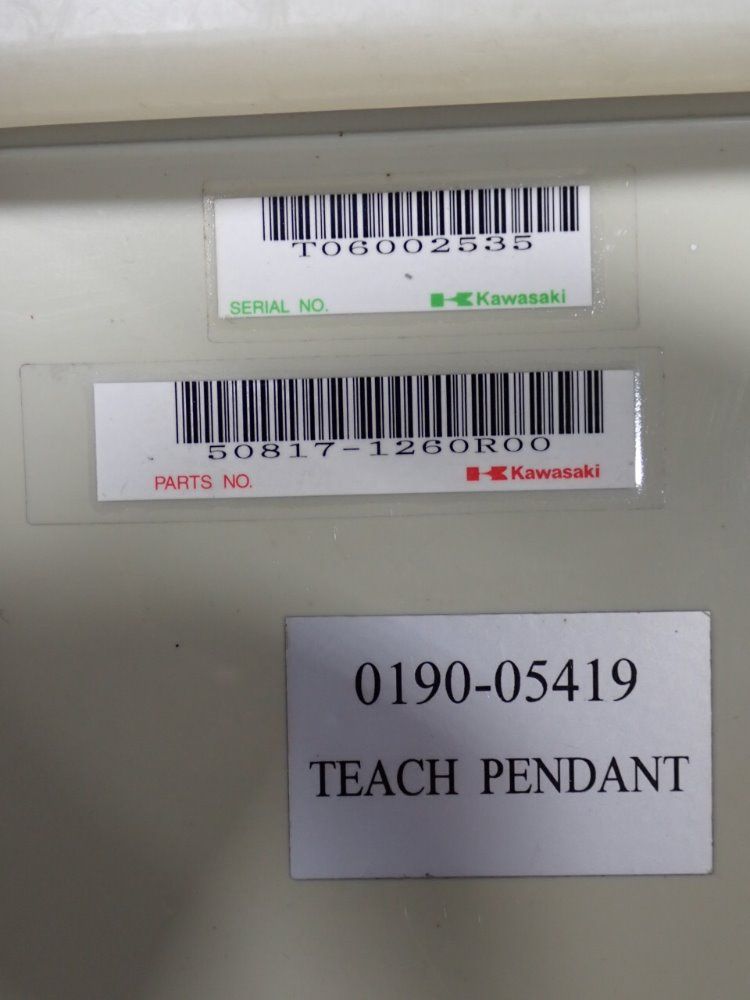 T06002535
SERIAL NO. Kawasaki
50817-1260R00
PARTS NO. Kawasaki
0190-05419
TEACH PENDANT